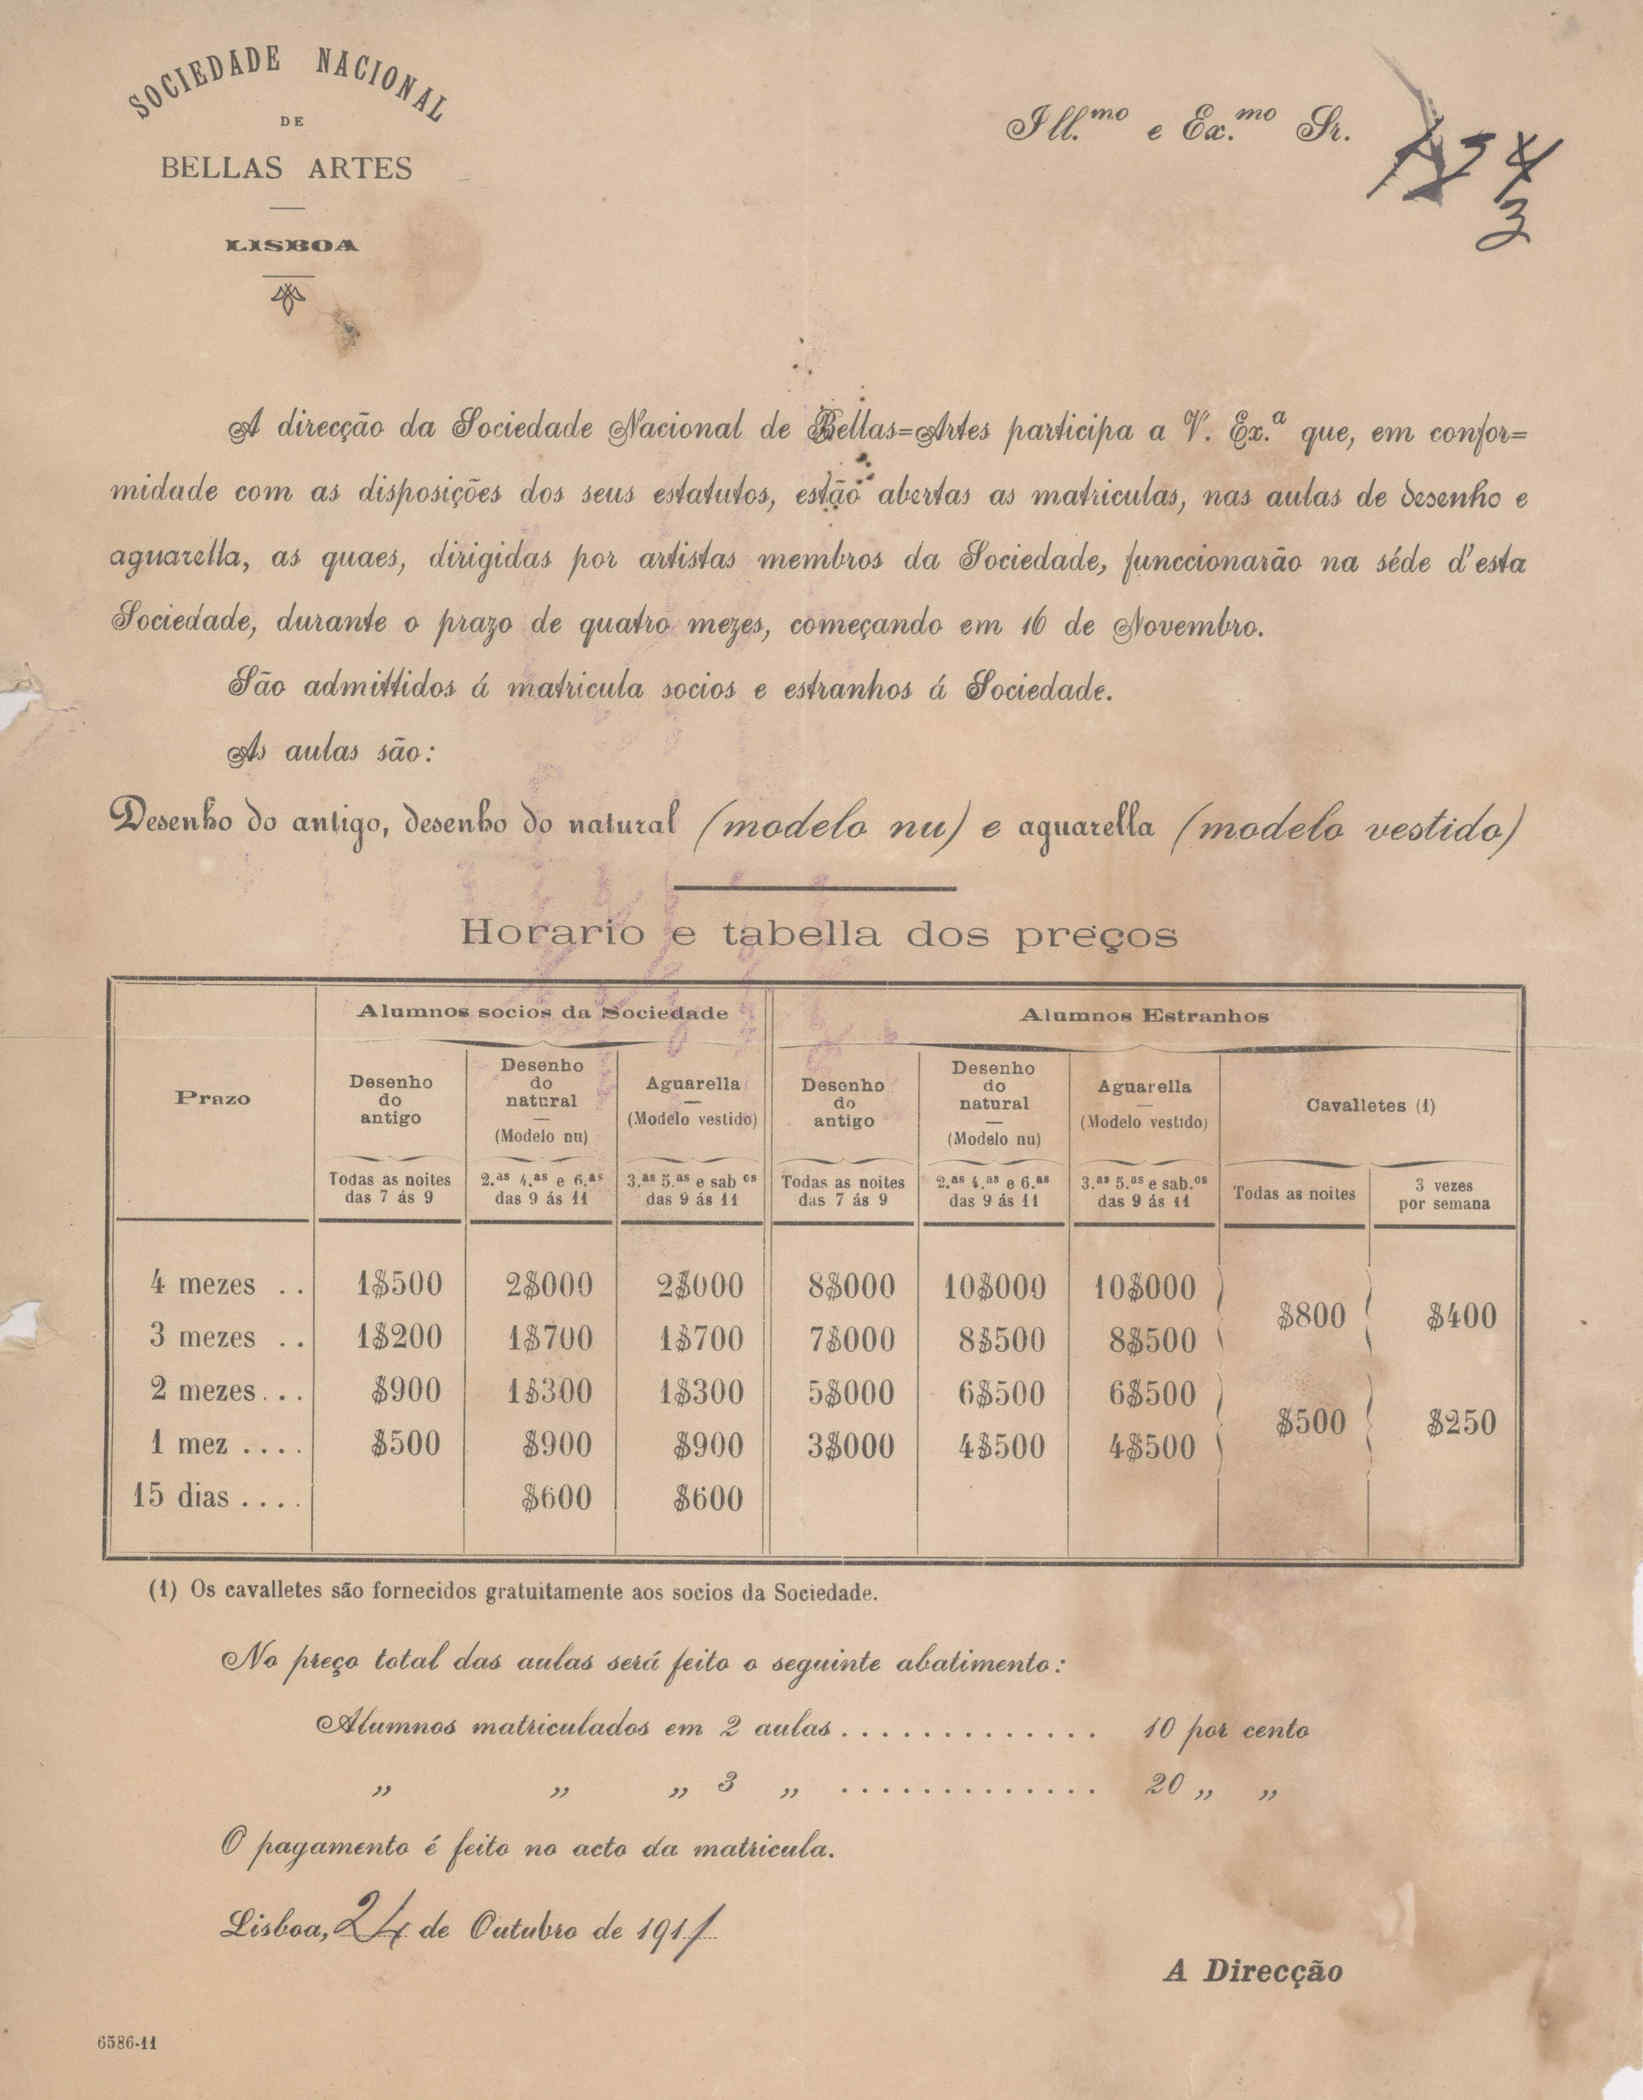 SOCIEDADE NACIONAL
DE
BELLAS ARTES
LISBOA
Ill.mo e Ex.mo Sr.
3
A direcção da Sociedade Nacional de Bellas=Artes participa a V. Ex.a que, em confor=
midade com as disposições dos seus estatutos, estão abertas as matriculas, nas aulas de desenho e
aguarella, as quaes, dirigidas por artistas membros da Sociedade, funccionarão na séde d'esta
Sociedade, durante o prazo de quatro mezes, começando em 16 de Novembro.
São admittidos á matricula socios e estranhos á Sociedade.
As aulas são:
Desenho do antigo, desenho do natural (modelo nu) e aguarella (modelo vestido)
Horario e tabella dos preços
Alumnos socios da Sociedade Alumnos Estranhos
Prazo
Desenho do antigo
Todas as noites das 7 ás 9
Desenho do natural
(Modelo nu)
2.as 4.as e 6.as das 9 ás 11
Aguarella
(Modelo vestido)
3.as 5.as e sab os das 9 ás 11
Desenho do antigo
Todas as noites das 7 ás 9
Desenho do natural
(Modelo nu)
2.as 4.as e 6.as das 9 ás 11
Aguarella
(Modelo vestido)
3.as 5.as e sab.os das 9 ás 11
Cavalletes (1)
Todas as noites
3 vezes por semana
4 mezes . . 1$500 2$000 2$000 8$000 10$000 10$000
$800 $400
3 mezes . . 1$200 1$700 1$700 7$000 8$500 8$500
2 mezes . . . $900 1$300 1$300 5$000 6$500 6$500
$500 $250
1 mez . . . . $500 $900 $900 3$000 4$500 4$500
15 dias . . . . $600 $600
(1) Os cavalletes são fornecidos gratuitamente aos socios da Sociedade.
No preço total das aulas será feito o seguinte abatimento:
Alumnos matriculados em 2 aulas . . . . . . . . . . . . . 10 por cento
" " " 3 " . . . . . . . . . . . . . 20 " "
O pagamento é feito no acto da matricula.
Lisboa, 24 de Outubro de 1911
A Direcção
6586-11